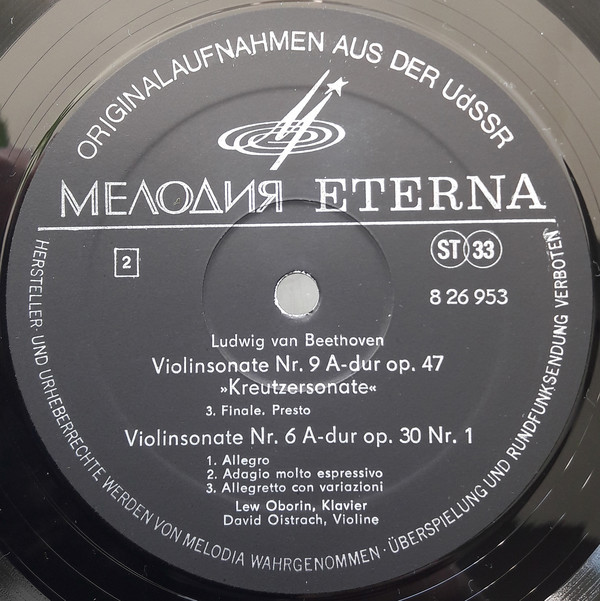 ORIGINALAUFNAHMEN AUS DER UdSSR
МЕЛОДИЯ ETERNA
2
ST 33
8 26 953
Ludwig van Beethoven
Violinsonate Nr. 9 A-dur op. 47
»Kreutzersonate«
3. Finale. Presto
Violinsonate Nr. 6 A-dur op. 30 Nr. 1
1. Allegro
2. Adagio molto espressivo
3. Allegretto con variazioni
Lew Oborin, Klavier
David Oistrach, Violine
HERSTELLER- UND URHEBERRECHTE WERDEN VON MELODIA WAHRGENOMMEN · ÜBERSPIELUNG UND RUNDFUNKSENDUNG VERBOTEN